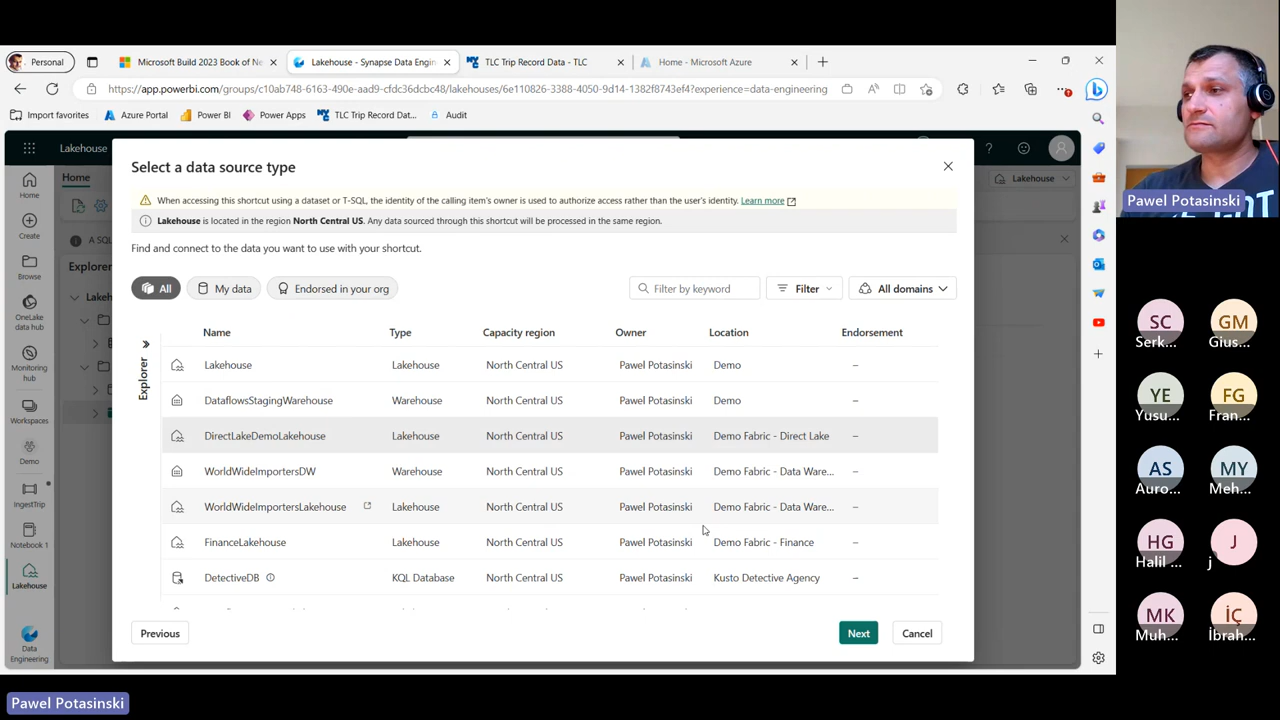 Personal
Microsoft Build 2023 Book of Ne
Lakehouse - Synapse Data Engin
TLC Trip Record Data - TLC
Home - Microsoft Azure
https://app.powerbi.com/groups/c10ab748-6163-490e-aad9-cfdc36dcbc48/lakehouses/6e110826-3388-4050-9d14-1382f8743ef4?experience=data-engineering
Import favorites
Azure Portal
Power BI
Power Apps
TLC Trip Record Dat...
Audit
Lakehouse
Home
Lakehouse
A SQL
Explorer
Lakeh
Home
Create
Browse
OneLake
data hub
Monitoring
hub
Workspaces
Demo
IngestTrip
Notebook 1
Lakehouse
Data
Engineering
Select a data source type
When accessing this shortcut using a dataset or T-SQL, the identity of the calling item's owner is used to authorize access rather than the user's identity. Learn more
Lakehouse is located in the region North Central US. Any data sourced through this shortcut will be processed in the same region.
Find and connect to the data you want to use with your shortcut.
All
My data
Endorsed in your org
Filter by keyword
Filter
All domains
Explorer
Name Type Capacity region Owner Location Endorsement
Lakehouse Lakehouse North Central US Pawel Potasinski Demo –
DataflowsStagingWarehouse Warehouse North Central US Pawel Potasinski Demo –
DirectLakeDemoLakehouse Lakehouse North Central US Pawel Potasinski Demo Fabric - Direct Lake –
WorldWideImportersDW Warehouse North Central US Pawel Potasinski Demo Fabric - Data Ware... –
WorldWideImportersLakehouse Lakehouse North Central US Pawel Potasinski Demo Fabric - Data Ware... –
FinanceLakehouse Lakehouse North Central US Pawel Potasinski Demo Fabric - Finance –
DetectiveDB KQL Database North Central US Pawel Potasinski Kusto Detective Agency –
Previous
Next
Cancel
Pawel Potasinski
SC
Serk...
GM
Gius...
YE
Yusu...
FG
Fran...
AS
Auro...
MY
Meh...
HG
Halil ...
J
j
MK
Muh...
İÇ
İbrah...
Pawel Potasinski